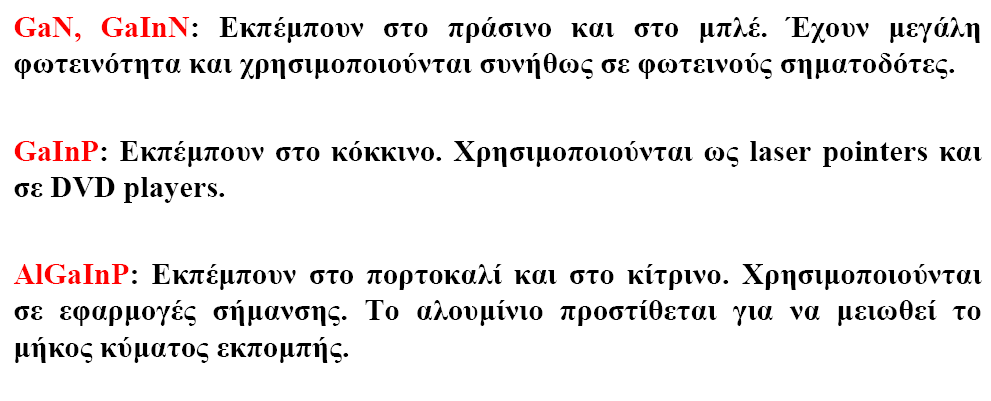 GaN, GaInN: Εκπέμπουν στο πράσινο και στο μπλέ. Έχουν μεγάλη
φωτεινότητα και χρησιμοποιούνται συνήθως σε φωτεινούς σηματοδότες.
GaInP: Εκπέμπουν στο κόκκινο. Χρησιμοποιούνται ως laser pointers και
σε DVD players.
AlGaInP: Εκπέμπουν στο πορτοκαλί και στο κίτρινο. Χρησιμοποιούνται
σε εφαρμογές σήμανσης. Το αλουμίνιο προστίθεται για να μειωθεί το
μήκος κύματος εκπομπής.